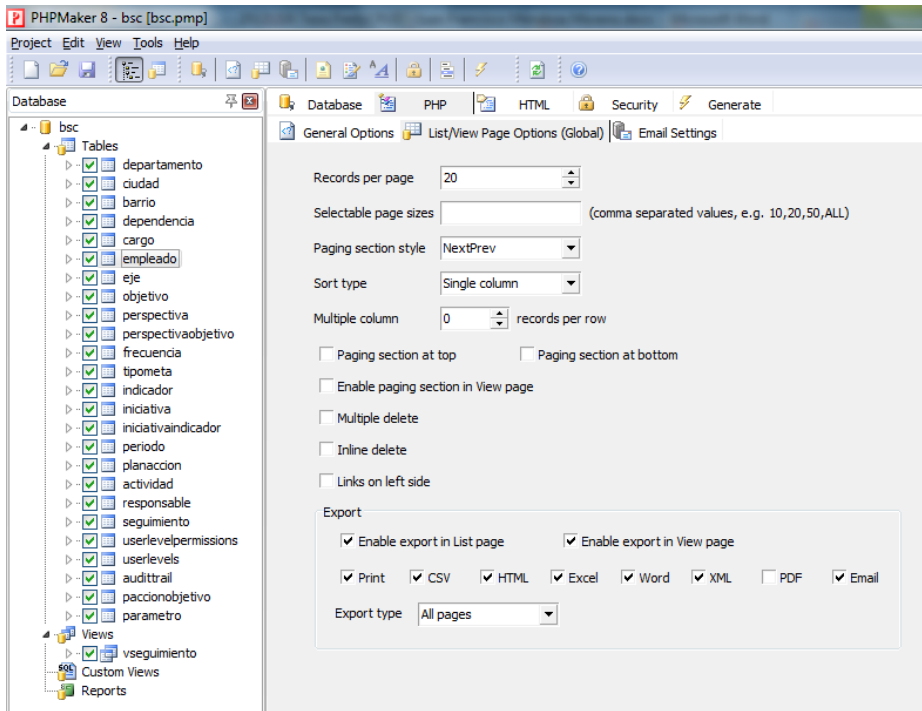 PHPMaker 8 - bsc [bsc.pmp]
Project Edit View Tools Help
Database
bsc
Tables
departamento
ciudad
barrio
dependencia
cargo
empleado
eje
objetivo
perspectiva
perspectivaobjetivo
frecuencia
tipometa
indicador
iniciativa
iniciativaindicador
periodo
planaccion
actividad
responsable
seguimiento
userlevelpermissions
userlevels
audittrail
paccionobjetivo
parametro
Views
vseguimiento
SQL Custom Views
Reports
Database PHP HTML Security Generate
General Options List/View Page Options (Global) Email Settings
Records per page 20
Selectable page sizes (comma separated values, e.g. 10,20,50,ALL)
Paging section style NextPrev
Sort type Single column
Multiple column 0 records per row
Paging section at top Paging section at bottom
Enable paging section in View page
Multiple delete
Inline delete
Links on left side
Export
Enable export in List page Enable export in View page
Print CSV HTML Excel Word XML PDF Email
Export type All pages